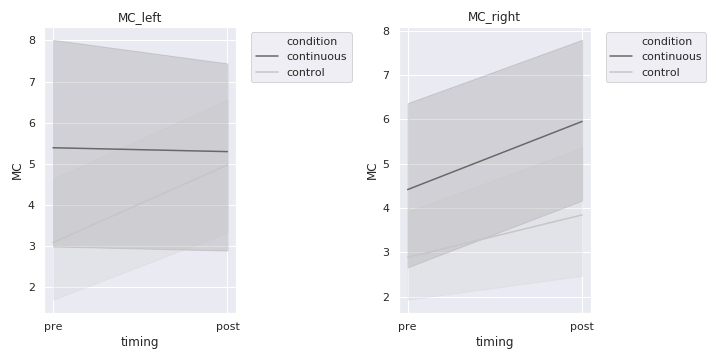 MC_left
MC
8
7
6
5
4
3
2
pre
post
timing
condition
continuous
control
MC_right
MC
8
7
6
5
4
3
2
pre
post
timing
condition
continuous
control